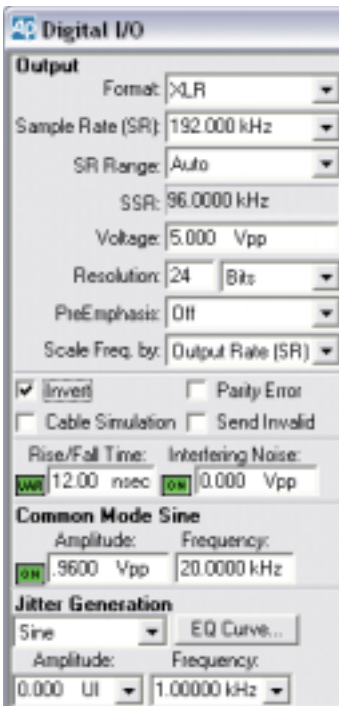 Digital I/O
Output
Format: XLR
Sample Rate (SR): 192.000 kHz
SR Range: Auto
SSR: 96.0000 kHz
Voltage: 5.000 Vpp
Resolution: 24 Bits
PreEmphasis: Off
Scale Freq. by: Output Rate (SR)
Invert Parity Error
Cable Simulation Send Invalid
Rise/Fall Time: Interfering Noise:
VAR 12.00 nsec ON 0.000 Vpp
Common Mode Sine
Amplitude: Frequency:
ON .9600 Vpp 20.0000 kHz
Jitter Generation
Sine EQ Curve...
Amplitude: Frequency:
0.000 UI 1.00000 kHz